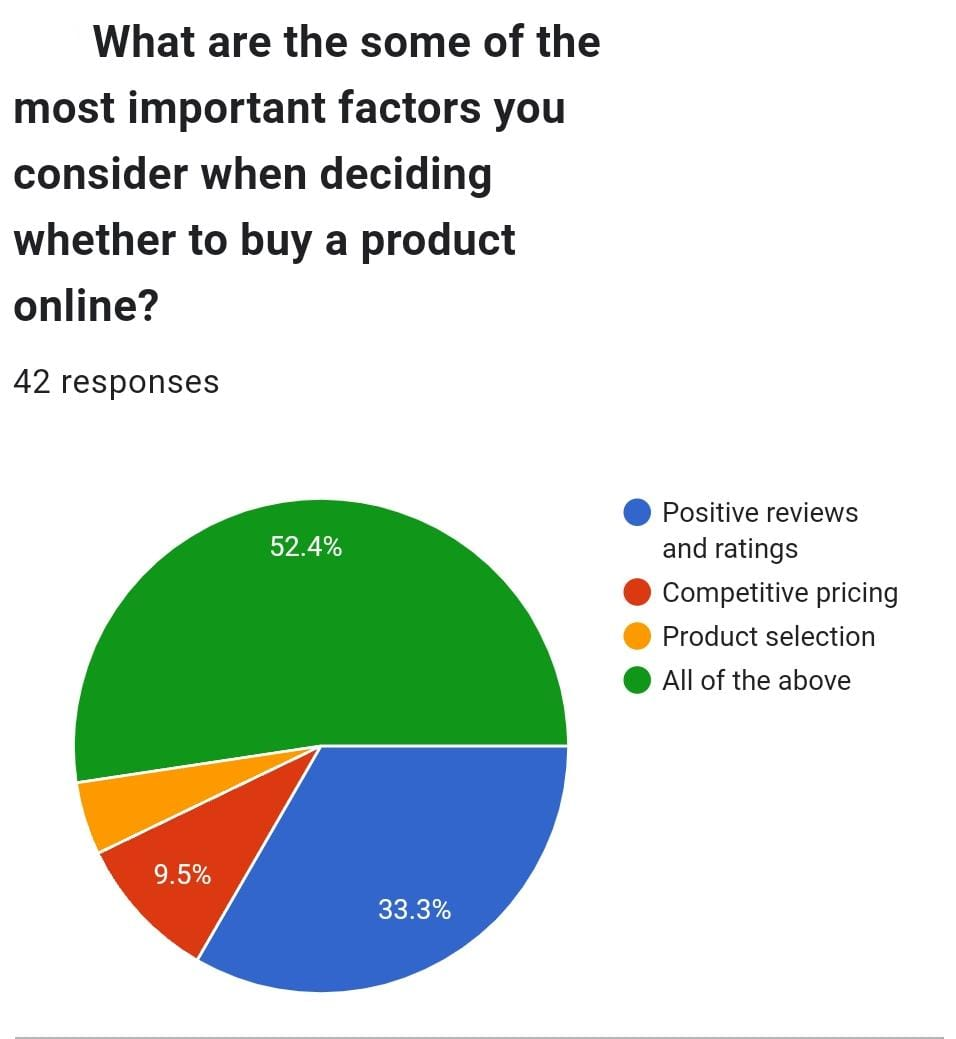 What are the some of the
most important factors you
consider when deciding
whether to buy a product
online?
42 responses
52.4%
9.5%
33.3%
Positive reviews
and ratings
Competitive pricing
Product selection
All of the above